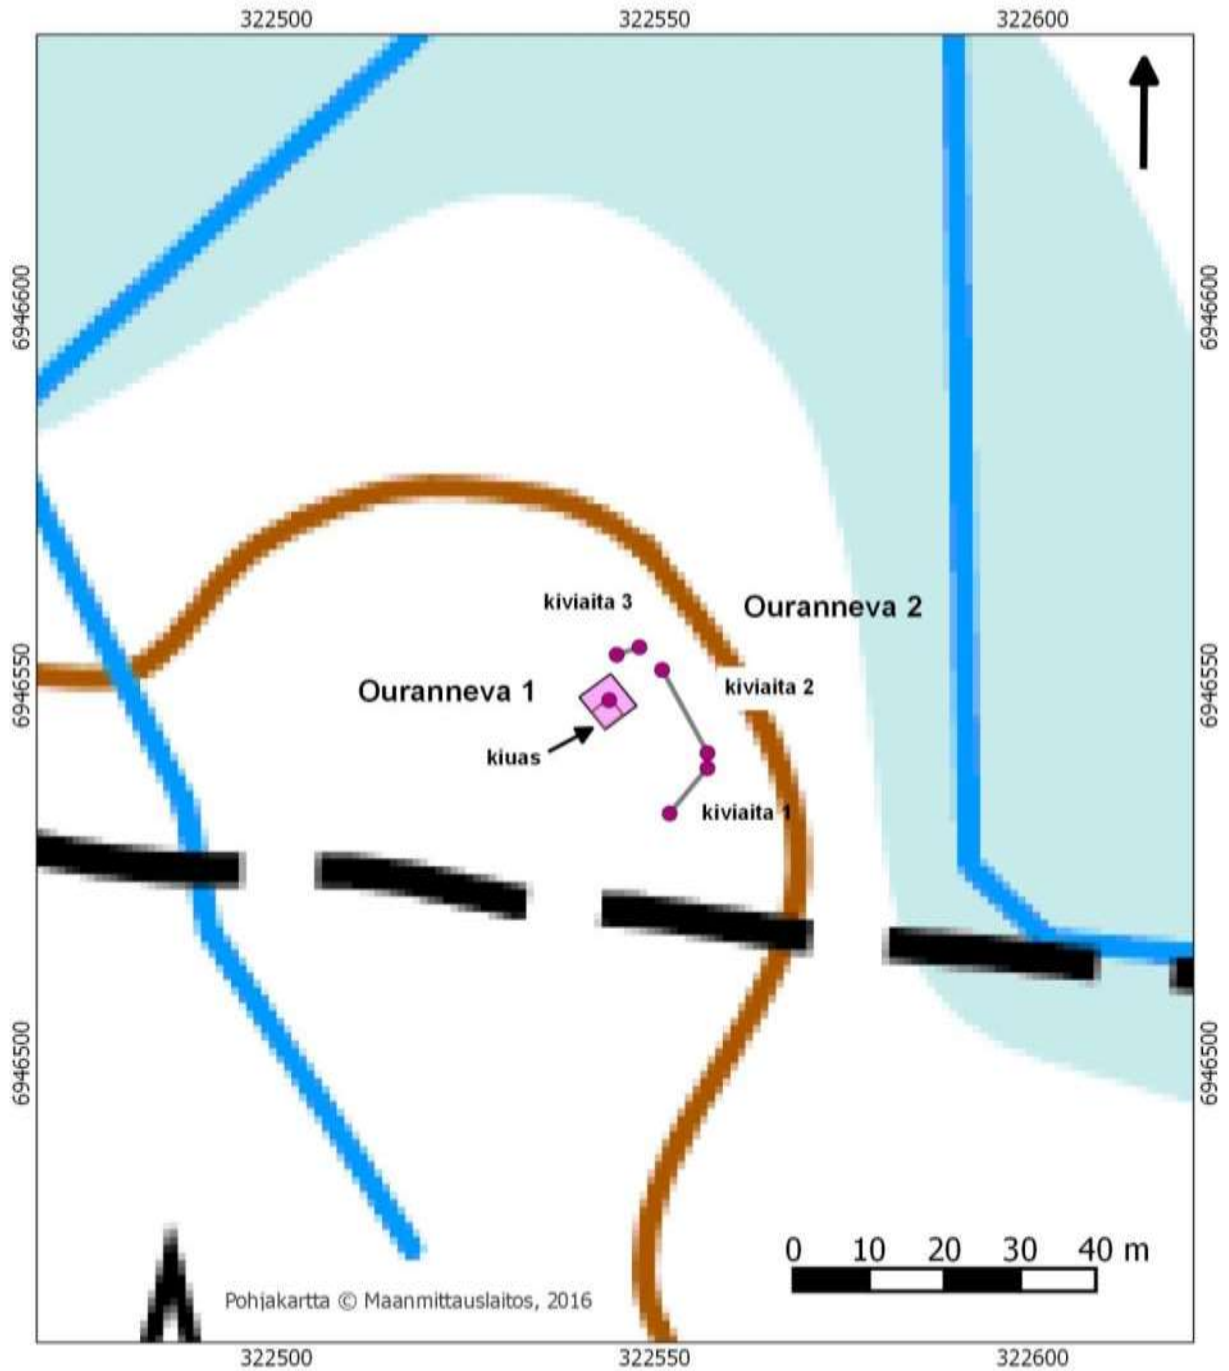 322500 322550 322600
6946600 6946600
kiviaita 3
Ouranneva 2
6946550 6946550
Ouranneva 1
kiviaita 2
kiuas
kiviaita 1
6946500 6946500
0 10 20 30 40 m
Pohjakartta © Maanmittauslaitos, 2016
322500 322550 322600